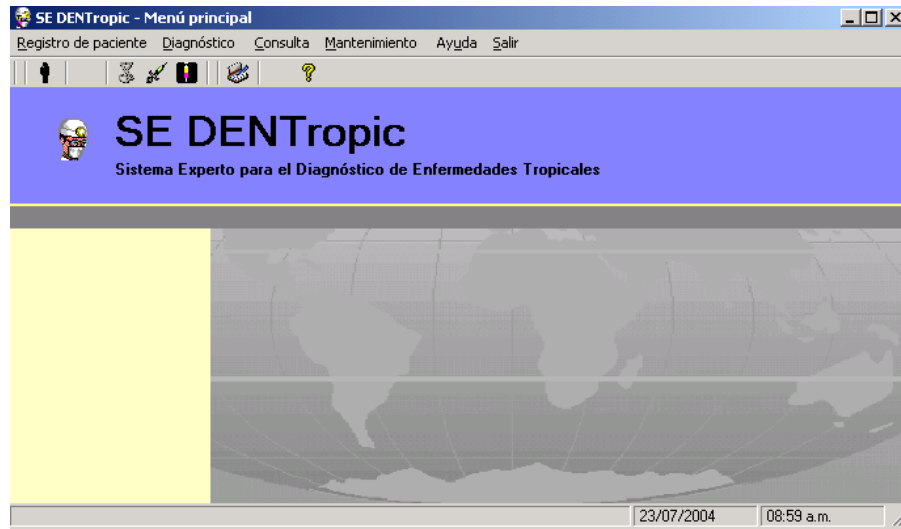 SE DENTropic - Menú principal
Registro de paciente Diagnóstico Consulta Mantenimiento Ayuda Salir
SE DENTropic
Sistema Experto para el Diagnóstico de Enfermedades Tropicales
23/07/2004 08:59 a.m.